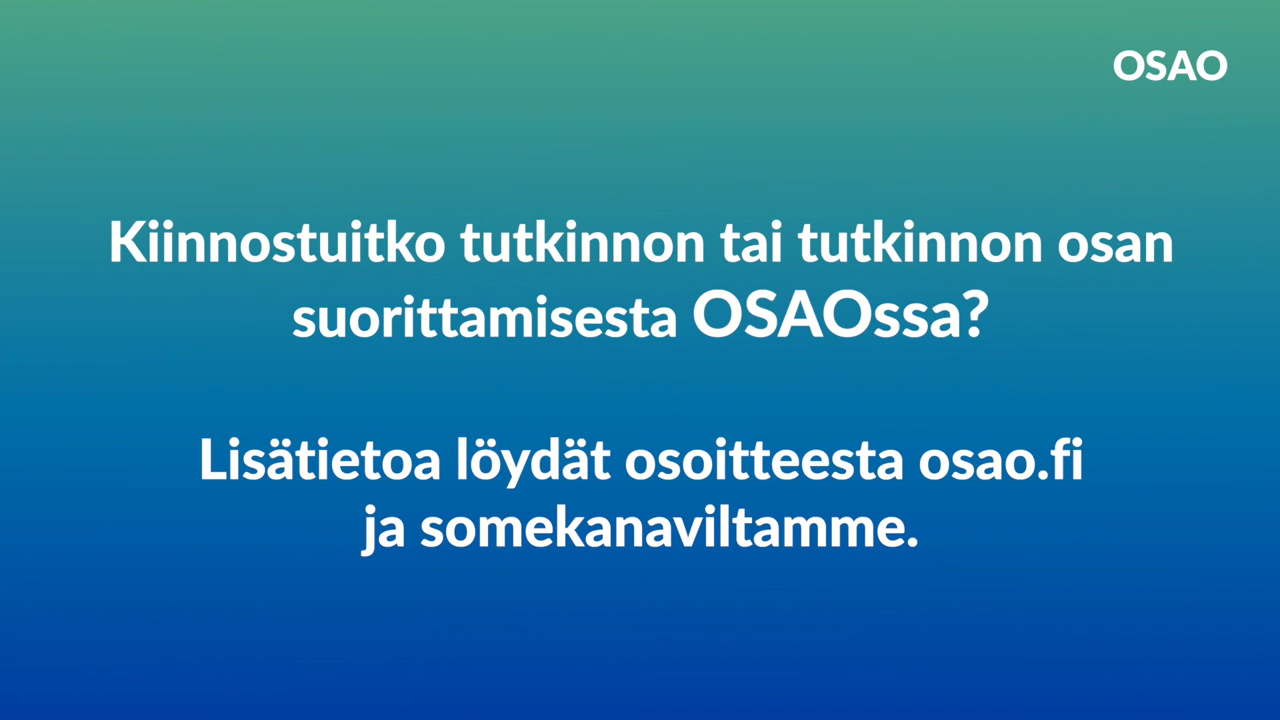 OSAO
Kiinnostuitko tutkinnon tai tutkinnon osan
suorittamisesta OSAOssa?
Lisätietoa löydät osoitteesta osao.fi
ja somekanaviltamme.